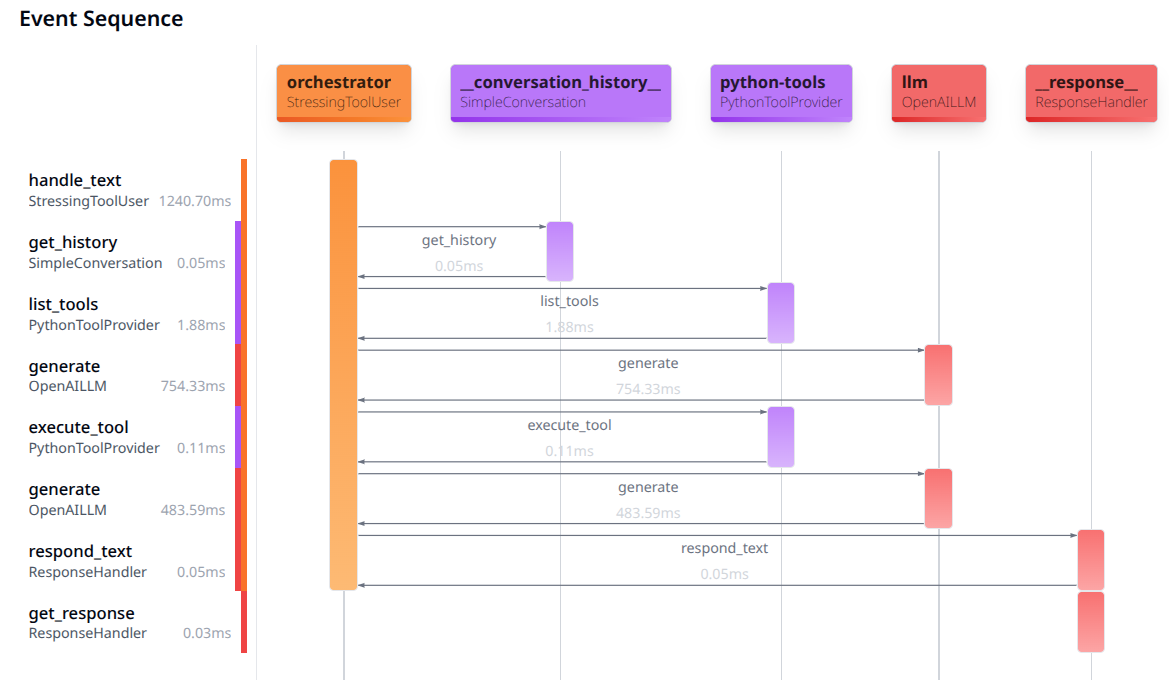 Event Sequence
orchestrator
StressingToolUser
__conversation_history__
SimpleConversation
python-tools
PythonToolProvider
llm
OpenAILLM
__response__
ResponseHandler
handle_text
StressingToolUser 1240.70ms
get_history
SimpleConversation 0.05ms
list_tools
PythonToolProvider 1.88ms
generate
OpenAILLM 754.33ms
execute_tool
PythonToolProvider 0.11ms
generate
OpenAILLM 483.59ms
respond_text
ResponseHandler 0.05ms
get_response
ResponseHandler 0.03ms
get_history
0.05ms
list_tools
1.88ms
generate
754.33ms
execute_tool
0.11ms
generate
483.59ms
respond_text
0.05ms